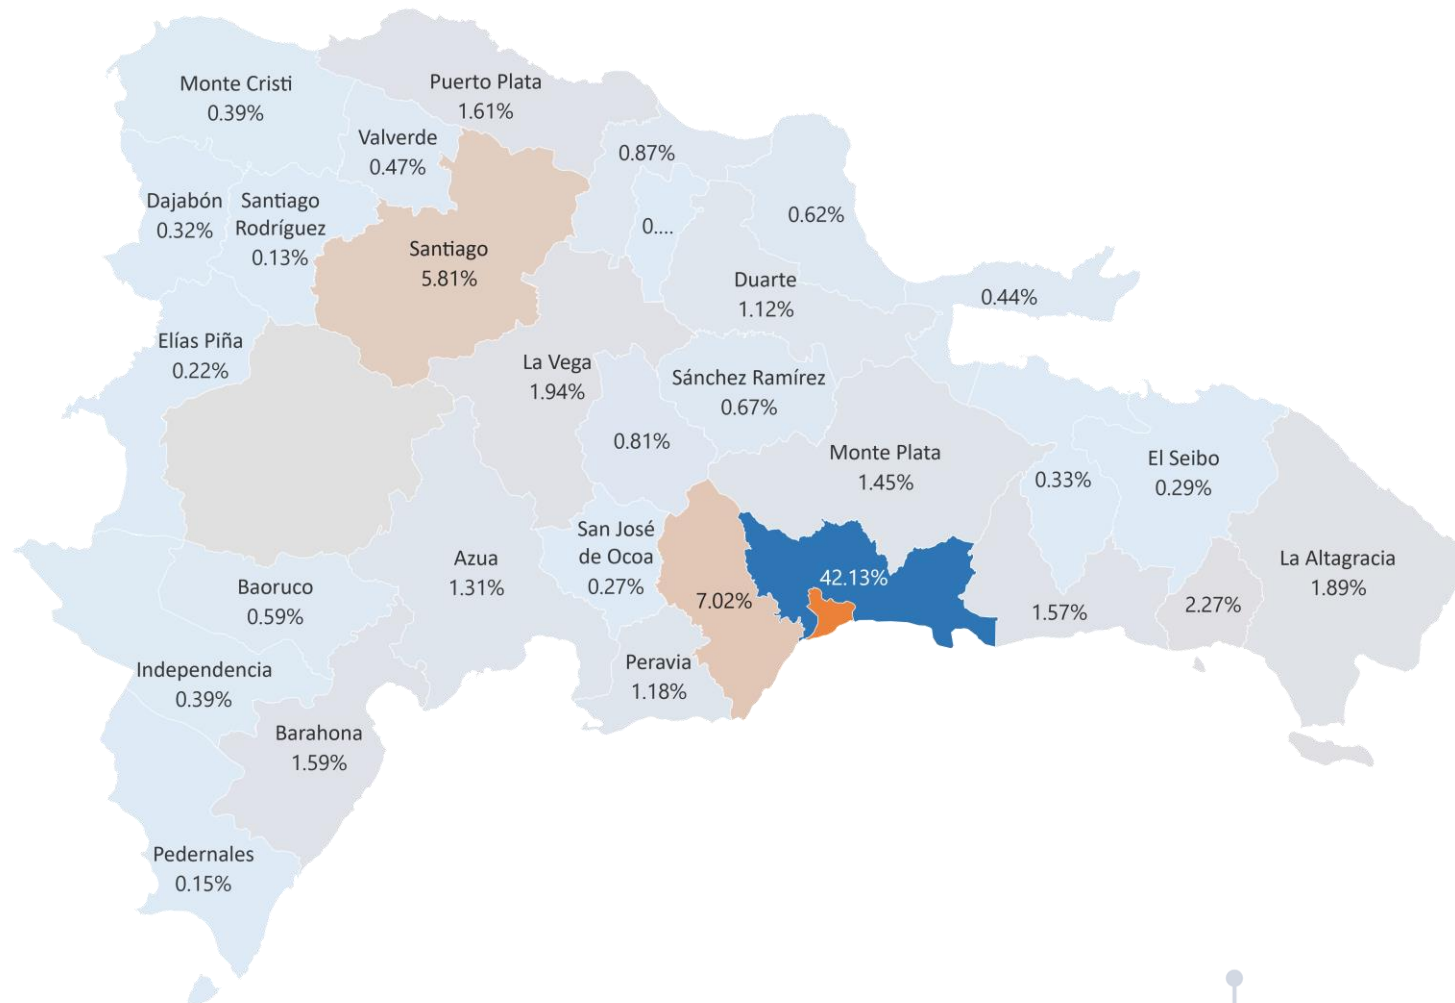 Monte Cristi
0.39%
Puerto Plata
1.61%
Valverde
0.47%
0.87%
Dajabón
0.32%
Santiago
Rodríguez
0.13%
0.62%
0....
Santiago
5.81%
Duarte
1.12%
0.44%
Elías Piña
0.22%
La Vega
1.94%
Sánchez Ramírez
0.67%
0.81%
Monte Plata
1.45%
0.33%
El Seibo
0.29%
San José
de Ocoa
0.27%
Azua
1.31%
La Altagracia
1.89%
42.13%
Baoruco
0.59%
7.02%
1.57%
2.27%
Independencia
0.39%
Peravia
1.18%
Barahona
1.59%
Pedernales
0.15%